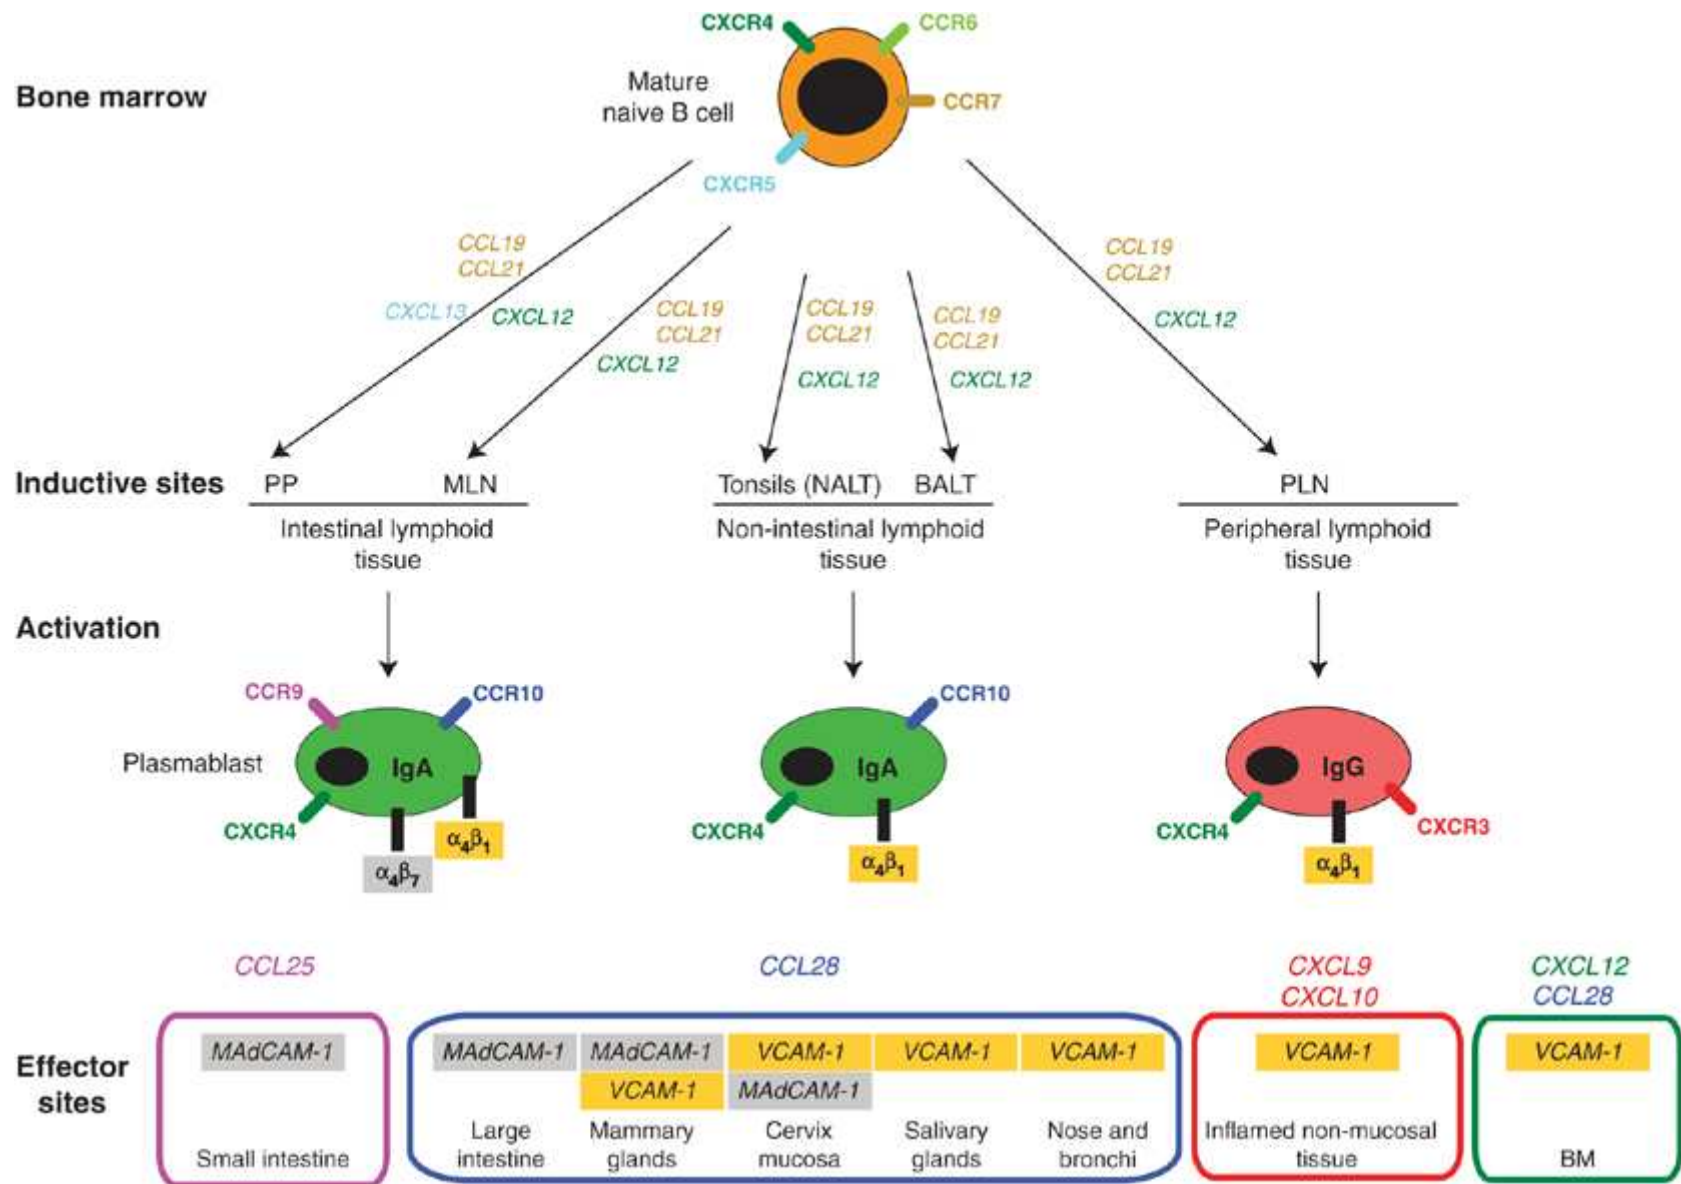 CXCR4
CCR6
Mature
naive B cell
Bone marrow
CCR7
CXCR5
CCL19
CCL21
CXCL13
CXCL12
CCL19
CCL21
CXCL12
CCL19
CCL21
CXCL12
CCL19
CCL21
CXCL12
CCL19
CCL21
CXCL12
Inductive sites
PP
MLN
Tonsils (NALT)
BALT
PLN
Intestinal lymphoid
tissue
Non-intestinal lymphoid
tissue
Peripheral lymphoid
tissue
Activation
CCR9
CCR10
CCR10
Plasmablast
IgA
IgA
IgG
CXCR4
α₄β₁
α₄β₇
CXCR4
α₄β₁
CXCR4
CXCR3
α₄β₁
CCL25
CCL28
CXCL9
CXCL10
CXCL12
CCL28
Effector
sites
MAdCAM-1
MAdCAM-1
MAdCAM-1
VCAM-1
VCAM-1
VCAM-1
VCAM-1
VCAM-1
VCAM-1
MAdCAM-1
Small intestine
Large
intestine
Mammary
glands
Cervix
mucosa
Salivary
glands
Nose and
bronchi
Inflamed non-mucosal
tissue
BM